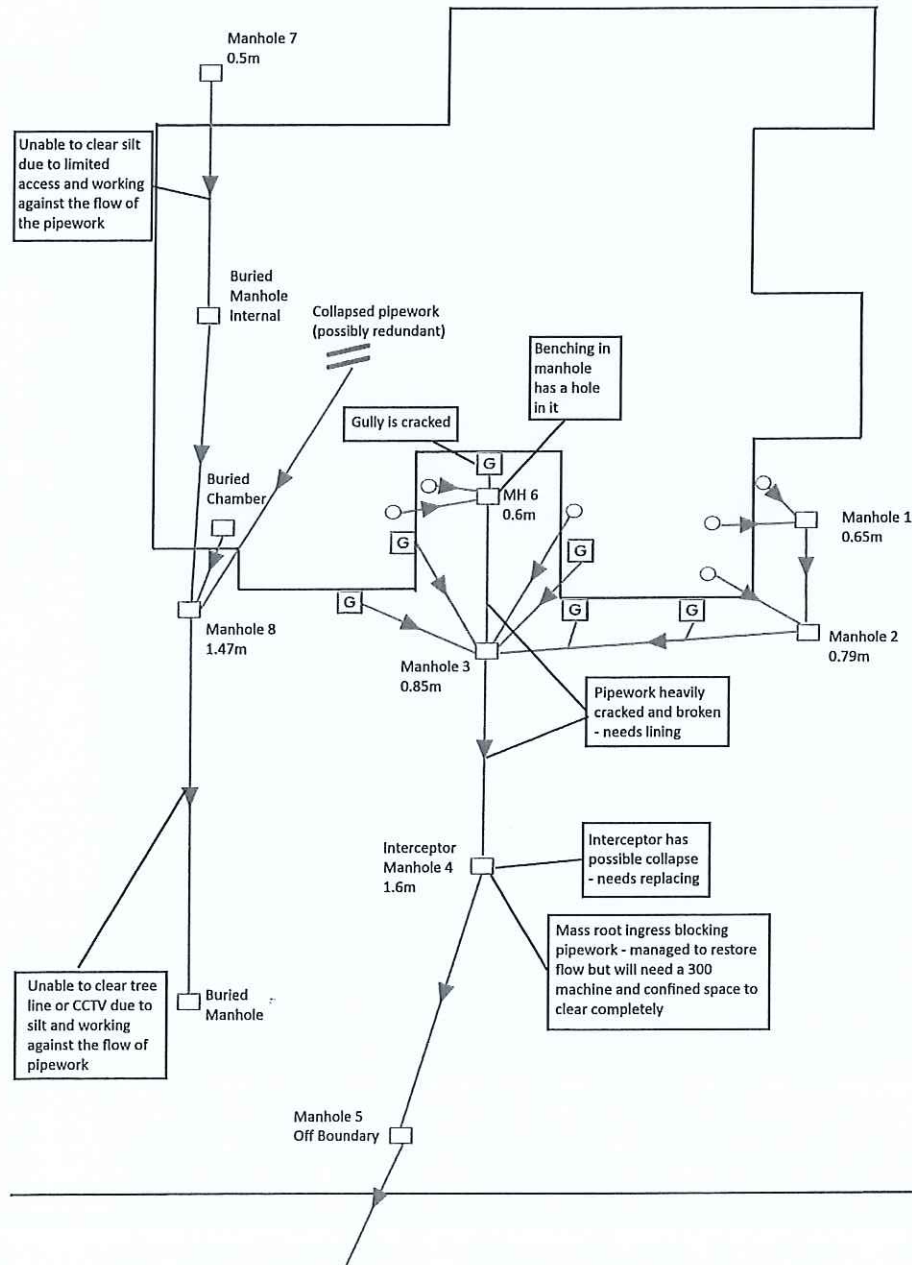 Manhole 7
0.5m
Unable to clear silt
due to limited
access and working
against the flow of
the pipework
Buried
Manhole
Internal
Collapsed pipework
(possibly redundant)
Benching in
manhole
has a hole
in it
Gully is cracked
G
MH 6
0.6m
Buried
Chamber
G
G
G
G
G
Manhole 1
0.65m
Manhole 8
1.47m
Manhole 3
0.85m
Manhole 2
0.79m
Pipework heavily
cracked and broken
- needs lining
Interceptor
Manhole 4
1.6m
Interceptor has
possible collapse
- needs replacing
Mass root ingress blocking
pipework - managed to restore
flow but will need a 300
machine and confined space to
clear completely
Unable to clear tree
line or CCTV due to
silt and working
against the flow of
pipework
Buried
Manhole
Manhole 5
Off Boundary